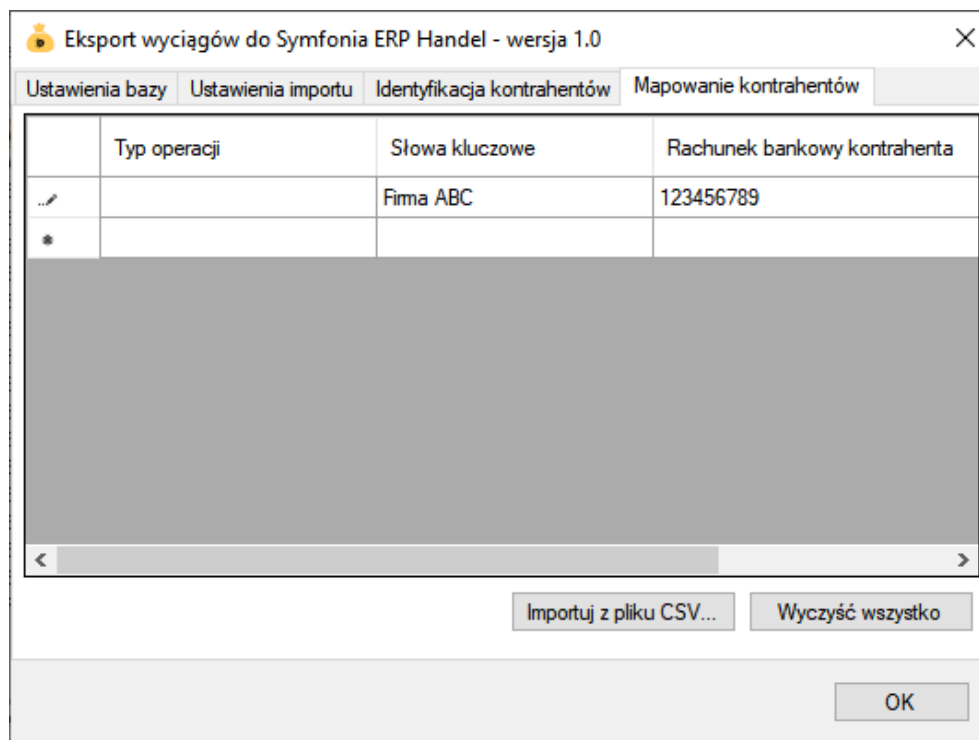 Eksport wyciągów do Symfonia ERP Handel - wersja 1.0
Ustawienia bazy Ustawienia importu Identyfikacja kontrahentów Mapowanie kontrahentów
Typ operacji Słowa kluczowe Rachunek bankowy kontrahenta
Firma ABC 123456789
Importuj z pliku CSV... Wyczyść wszystko
OK